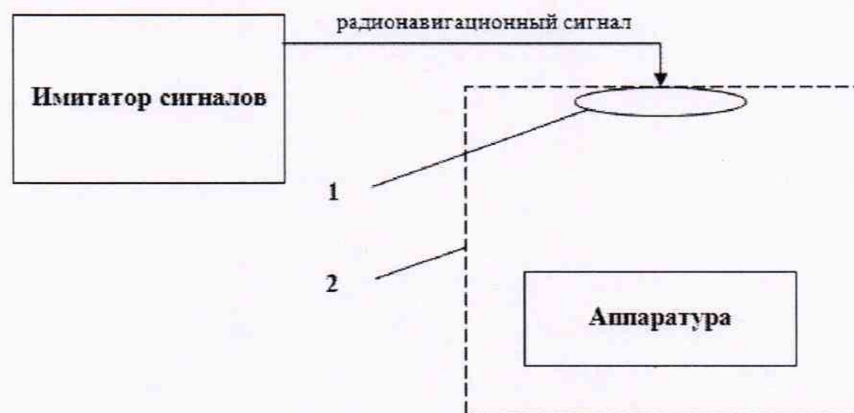 радионавигационный сигнал
Имитатор сигналов
1
2
Аппаратура